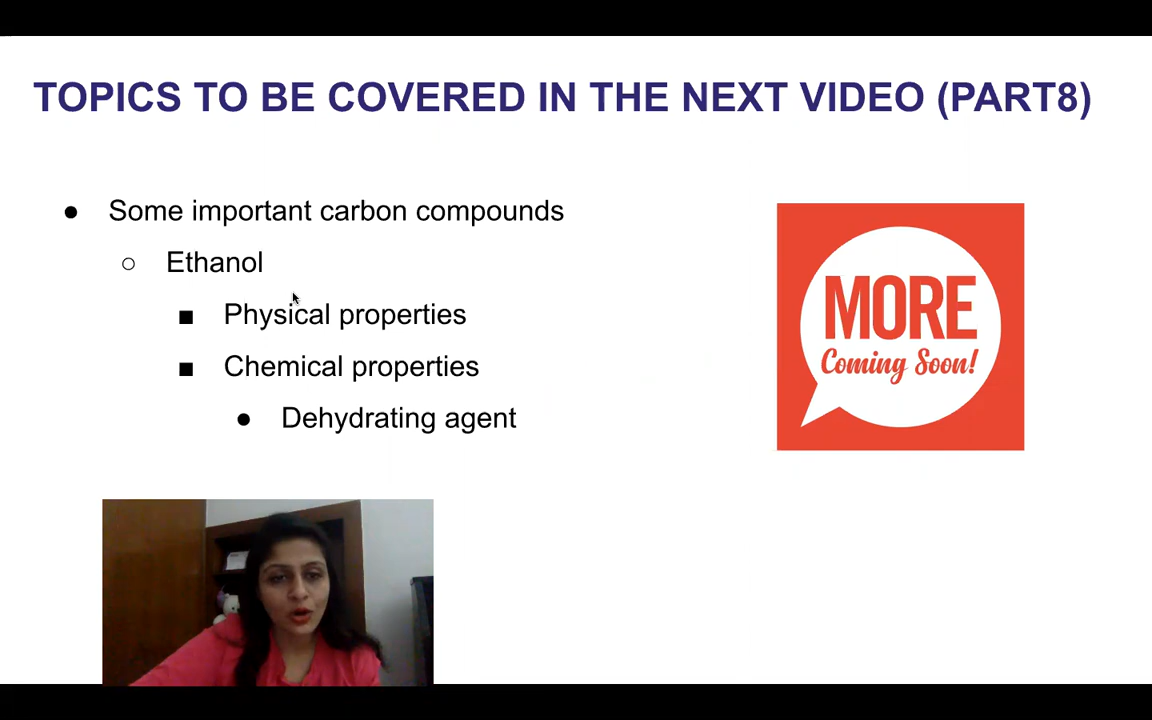 TOPICS TO BE COVERED IN THE NEXT VIDEO (PART8)
● Some important carbon compounds
○ Ethanol
■ Physical properties
■ Chemical properties
● Dehydrating agent
MORE
Coming Soon!